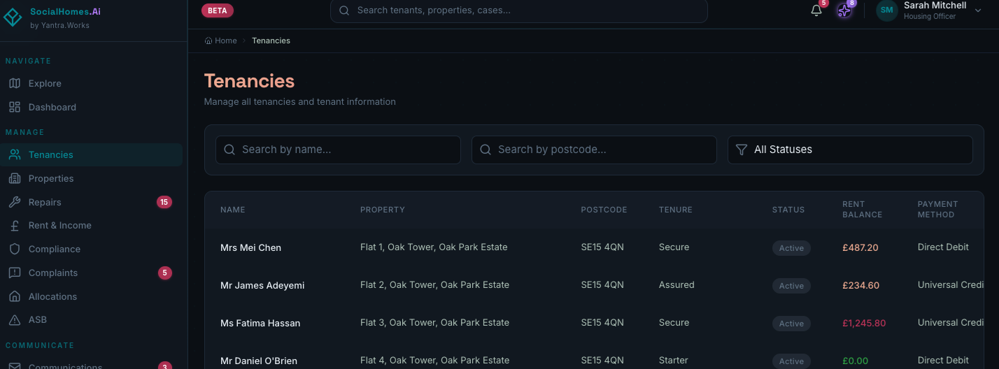 SocialHomes.Ai
by Yantra.Works
BETA
Search tenants, properties, cases...
5
8
SM
Sarah Mitchell
Housing Officer
Home
Tenancies
NAVIGATE
Explore
Dashboard
MANAGE
Tenancies
Properties
Repairs
15
Rent & Income
Compliance
Complaints
5
Allocations
ASB
COMMUNICATE
Communications
3
Tenancies
Manage all tenancies and tenant information
Search by name...
Search by postcode...
All Statuses
NAME PROPERTY POSTCODE TENURE STATUS RENT BALANCE PAYMENT METHOD
Mrs Mei Chen Flat 1, Oak Tower, Oak Park Estate SE15 4QN Secure Active £487.20 Direct Debit
Mr James Adeyemi Flat 2, Oak Tower, Oak Park Estate SE15 4QN Assured Active £234.60 Universal Credi
Ms Fatima Hassan Flat 3, Oak Tower, Oak Park Estate SE15 4QN Secure Active £1,245.80 Universal Credi
Mr Daniel O'Brien Flat 4, Oak Tower, Oak Park Estate SE15 4QN Starter Active £0.00 Direct Debit